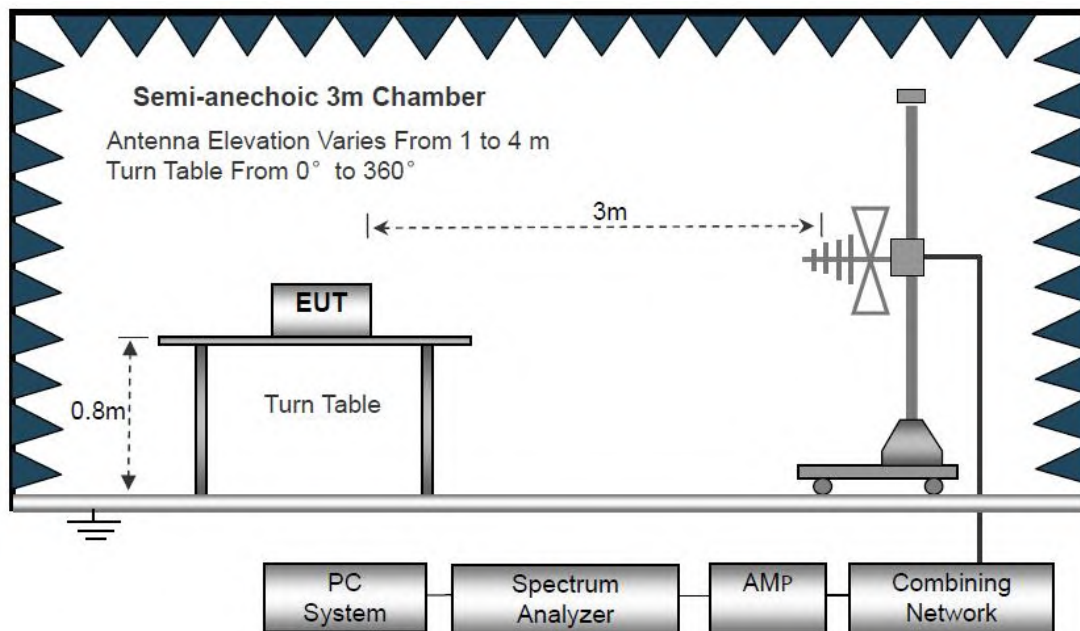 Semi-anechoic 3m Chamber
Antenna Elevation Varies From 1 to 4 m
Turn Table From 0° to 360°
3m
EUT
0.8m
Turn Table
PC
System
Spectrum
Analyzer
AMP
Combining
Network